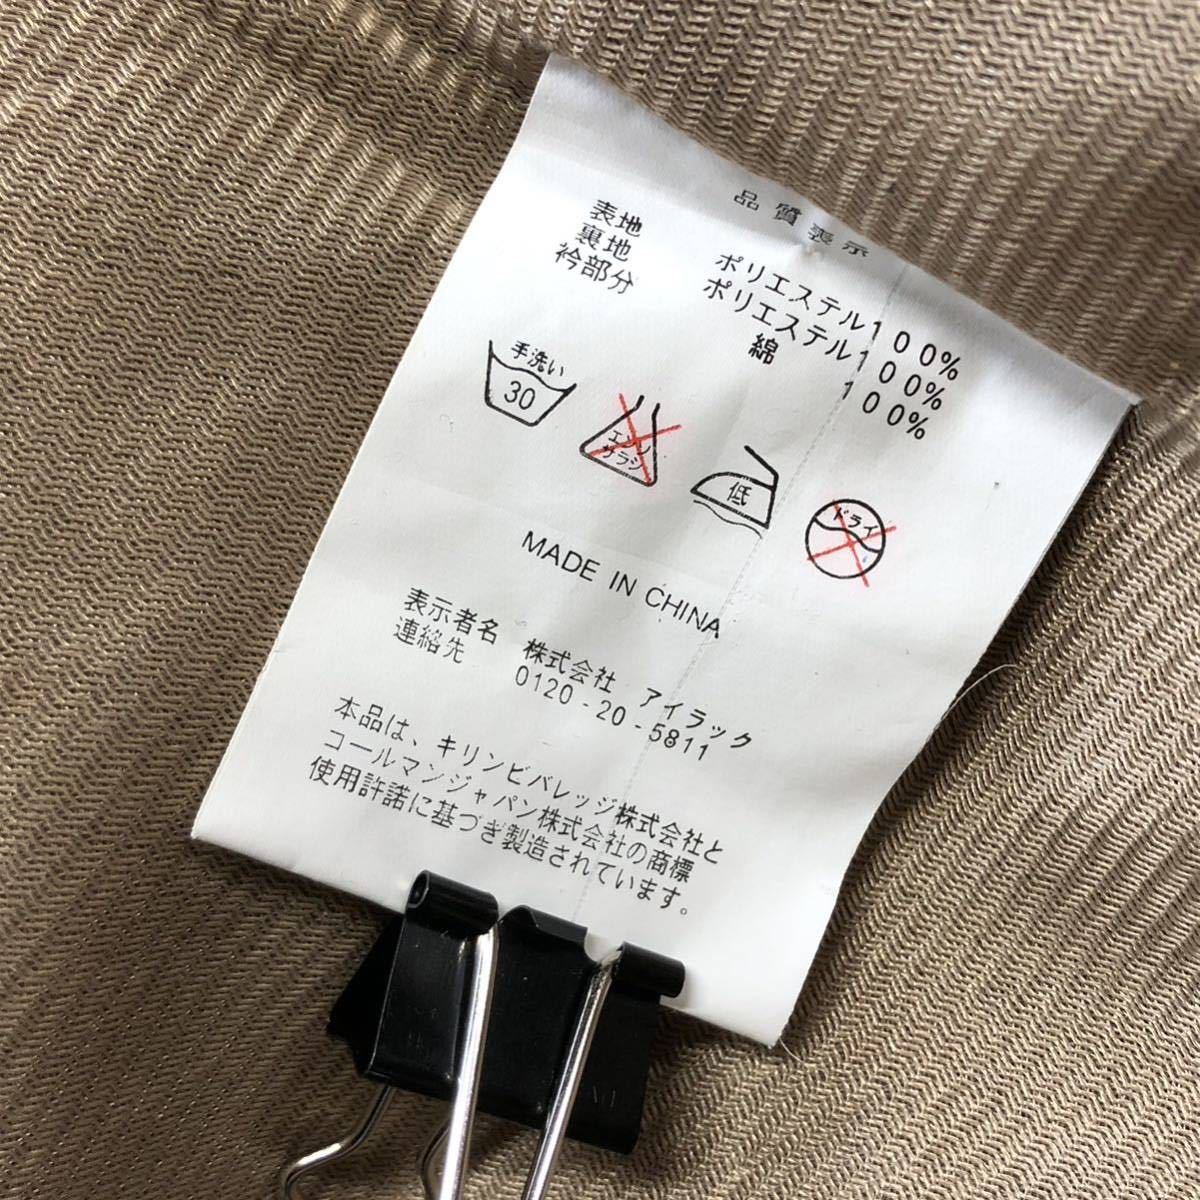 品質表示
表地 ポリエステル100%
裏地 ポリエステル100%
衿部分 綿 100%
手洗い
30
エンソ
サラシ
低
ドライ
MADE IN CHINA
表示者名 株式会社 アイラック
連絡先 0120-20-5811
本品は、キリンビバレッジ株式会社と
コールマンジャパン株式会社の商標
使用許諾に基づき製造されています。